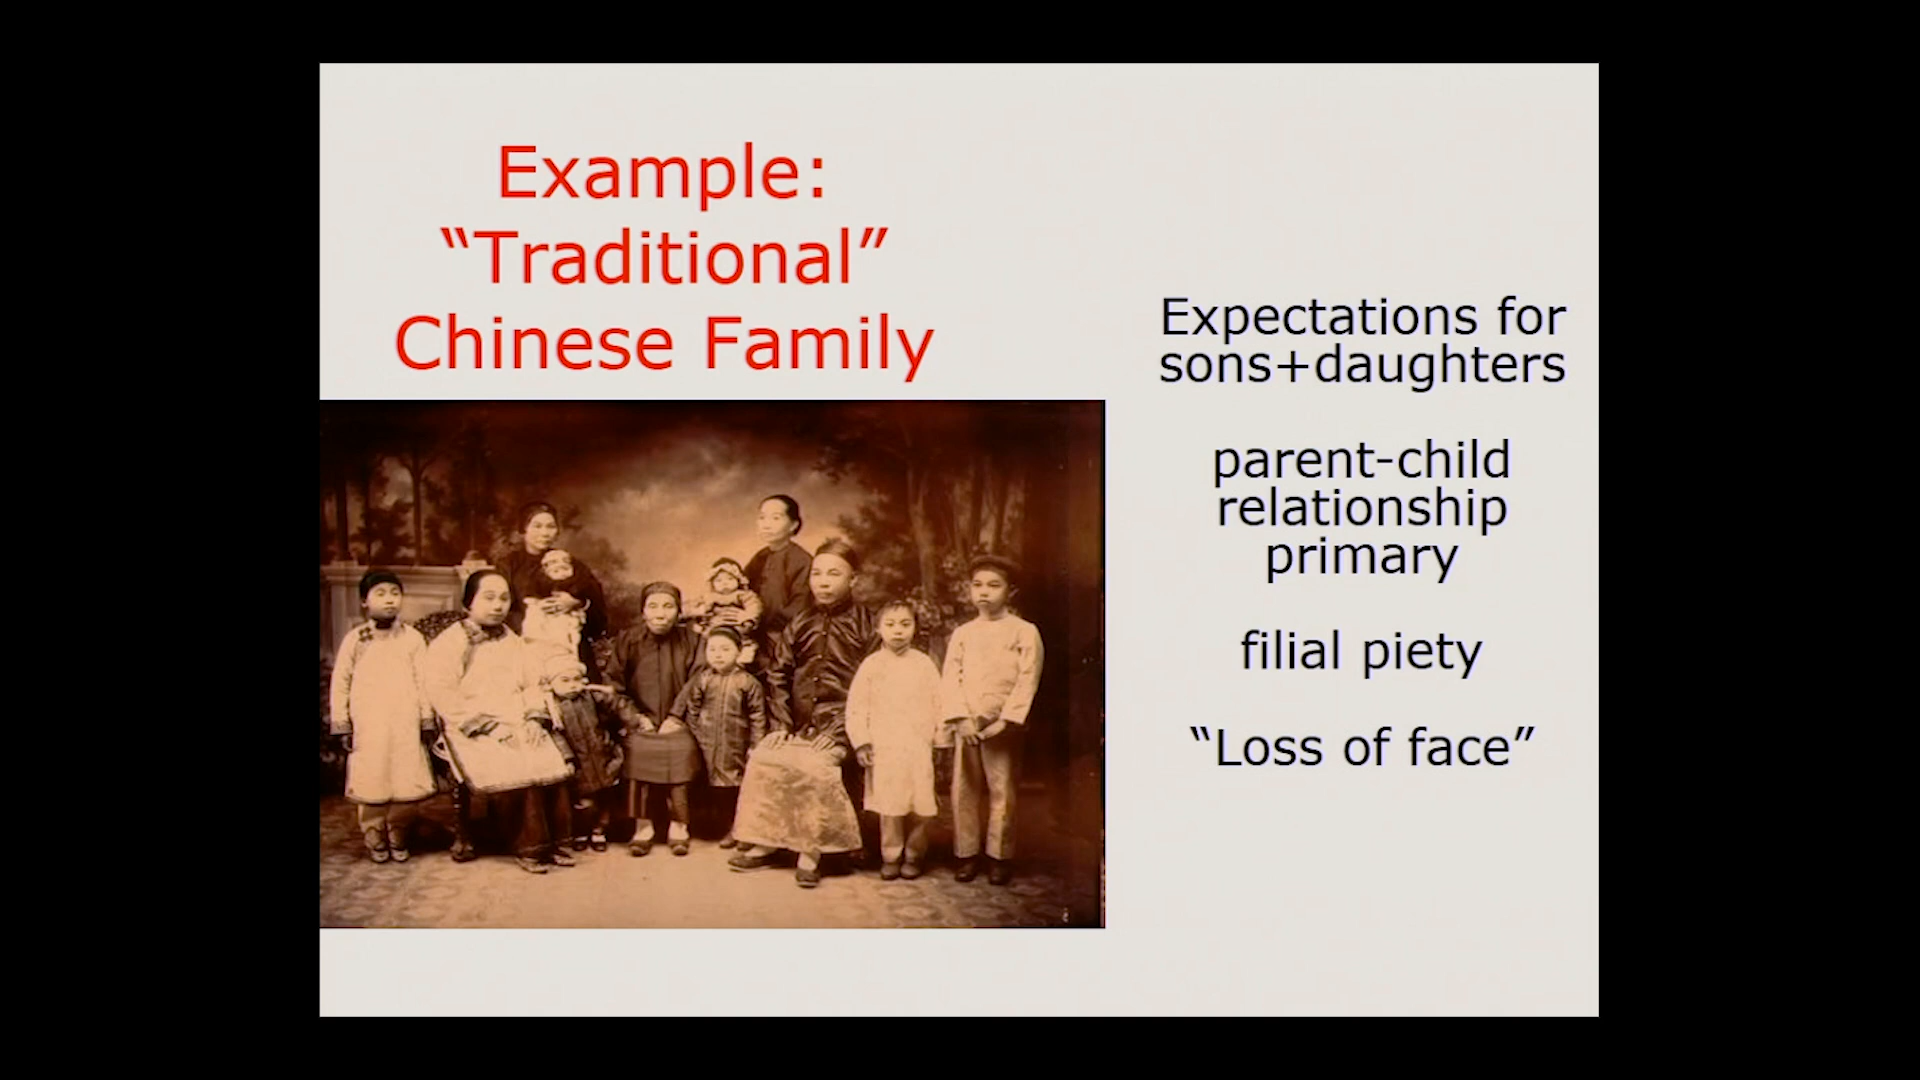 Example:
“Traditional”
Chinese Family
Expectations for
sons+daughters
parent-child
relationship
primary
filial piety
“Loss of face”